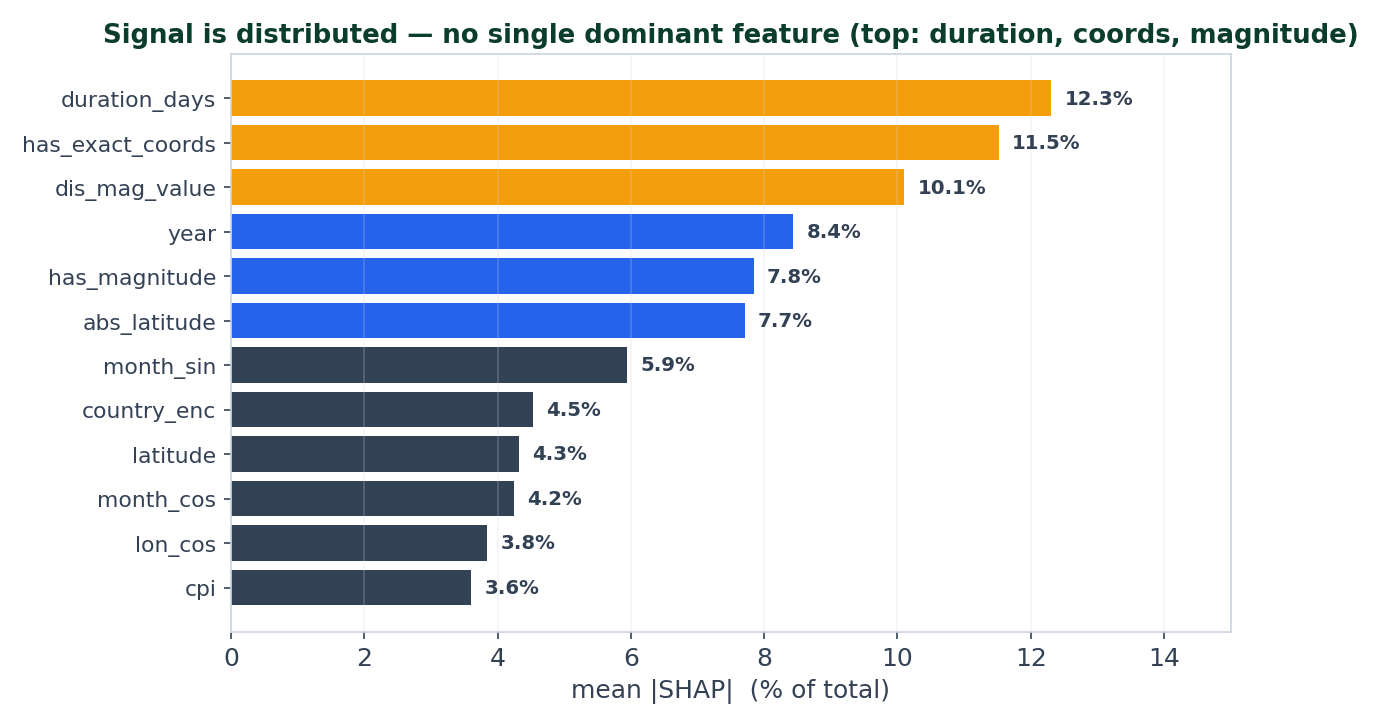 Signal is distributed — no single dominant feature (top: duration, coords, magnitude)
duration_days 12.3%
has_exact_coords 11.5%
dis_mag_value 10.1%
year 8.4%
has_magnitude 7.8%
abs_latitude 7.7%
month_sin 5.9%
country_enc 4.5%
latitude 4.3%
month_cos 4.2%
lon_cos 3.8%
cpi 3.6%
0 2 4 6 8 10 12 14
mean |SHAP| (% of total)